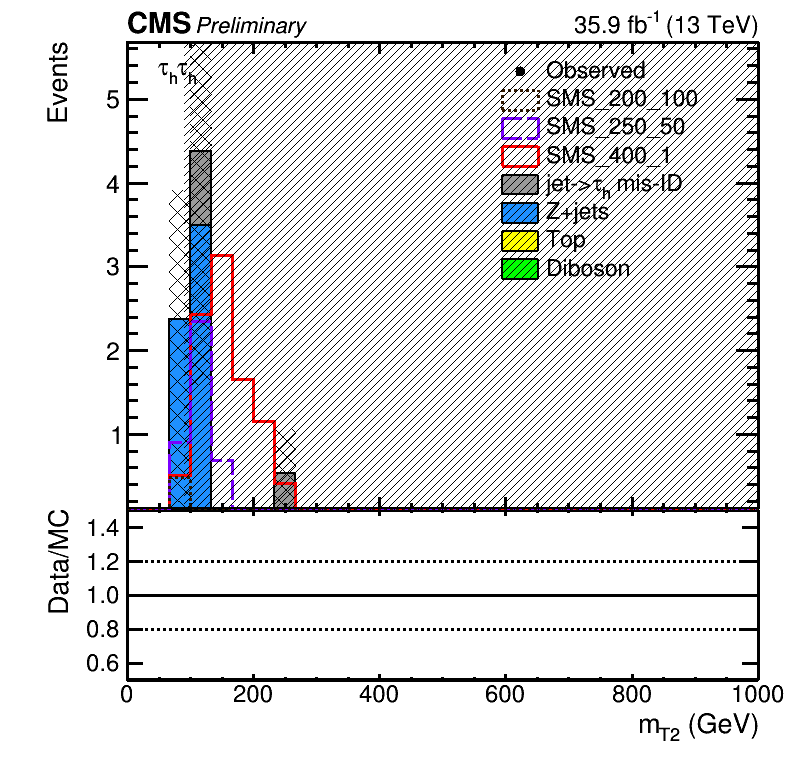 CMS Preliminary 35.9 fb⁻¹ (13 TeV)
Events
τhτh
Observed
SMS_200_100
SMS_250_50
SMS_400_1
jet->τh mis-ID
Z+jets
Top
Diboson
5
4
3
2
1
Data/MC
1.4
1.2
1.0
0.8
0.6
0 200 400 600 800 1000
mT2 (GeV)